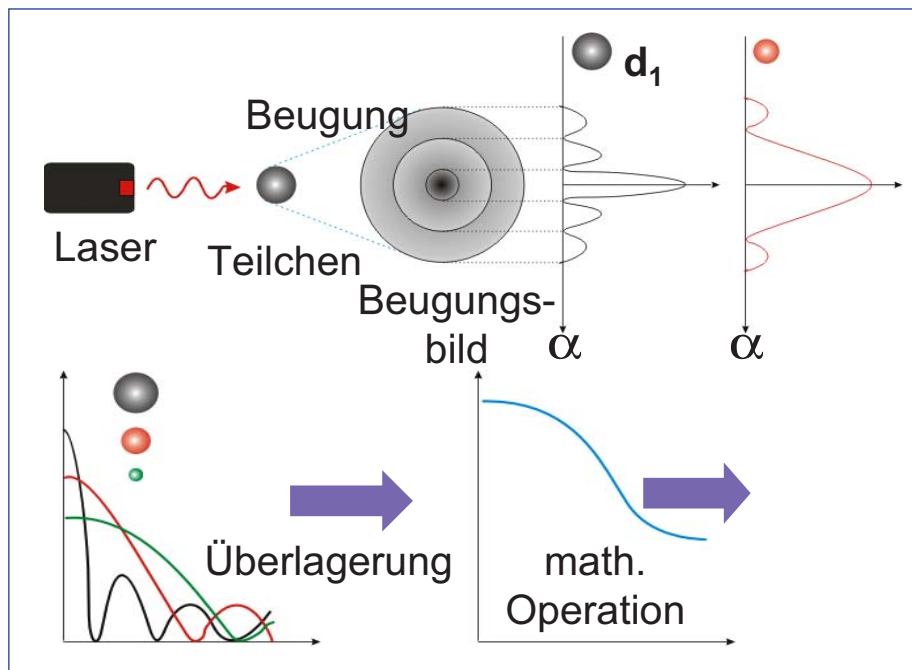 d₁
Beugung
Laser
Teilchen
Beugungs-
bild
α
α
Überlagerung
math.
Operation